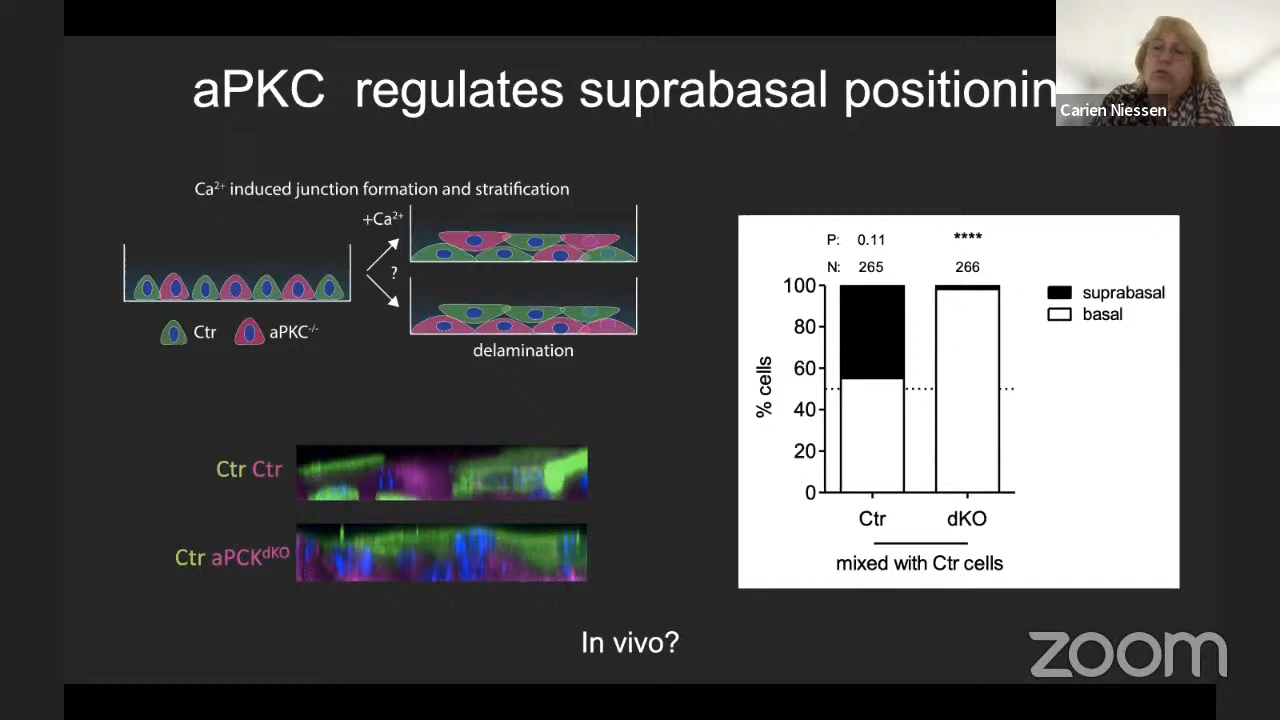 aPKC regulates suprabasal positionin
Carien Niessen
Ca²⁺ induced junction formation and stratification
+Ca²⁺
?
Ctr
aPKC⁻/⁻
delamination
P: 0.11 ****
N: 265 266
100
80
60
40
20
0
% cells
suprabasal
basal
Ctr dKO
mixed with Ctr cells
Ctr Ctr
Ctr aPCKdKO
In vivo?
zoom